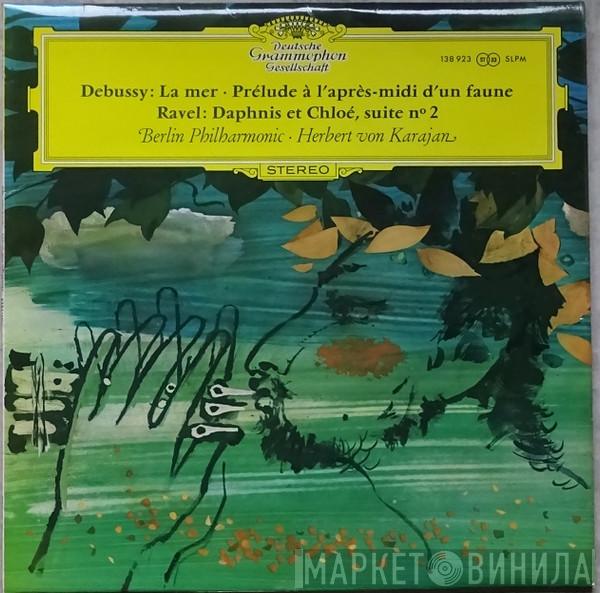 Deutsche
Grammophon
Gesellschaft
138 923 ST 33 SLPM
Debussy: La mer · Prélude à l'après-midi d'un faune
Ravel: Daphnis et Chloé, suite nº 2
Berlin Philharmonic · Herbert von Karajan
STEREO
МАРКЕТ ВИНИЛА